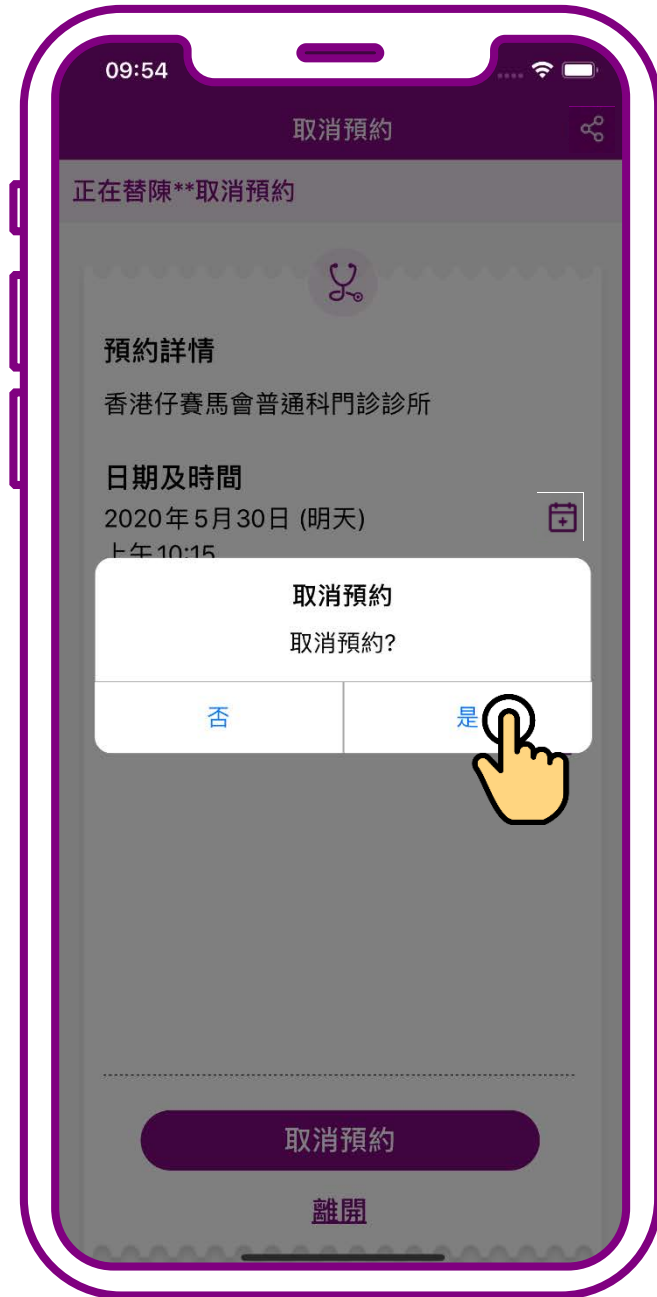 09:54
取消預約
正在替陳**取消預約
預約詳情
香港仔賽馬會普通科門診診所
日期及時間
2020年5月30日 (明天)
上午10:15
取消預約
取消預約?
否
是
取消預約
離開